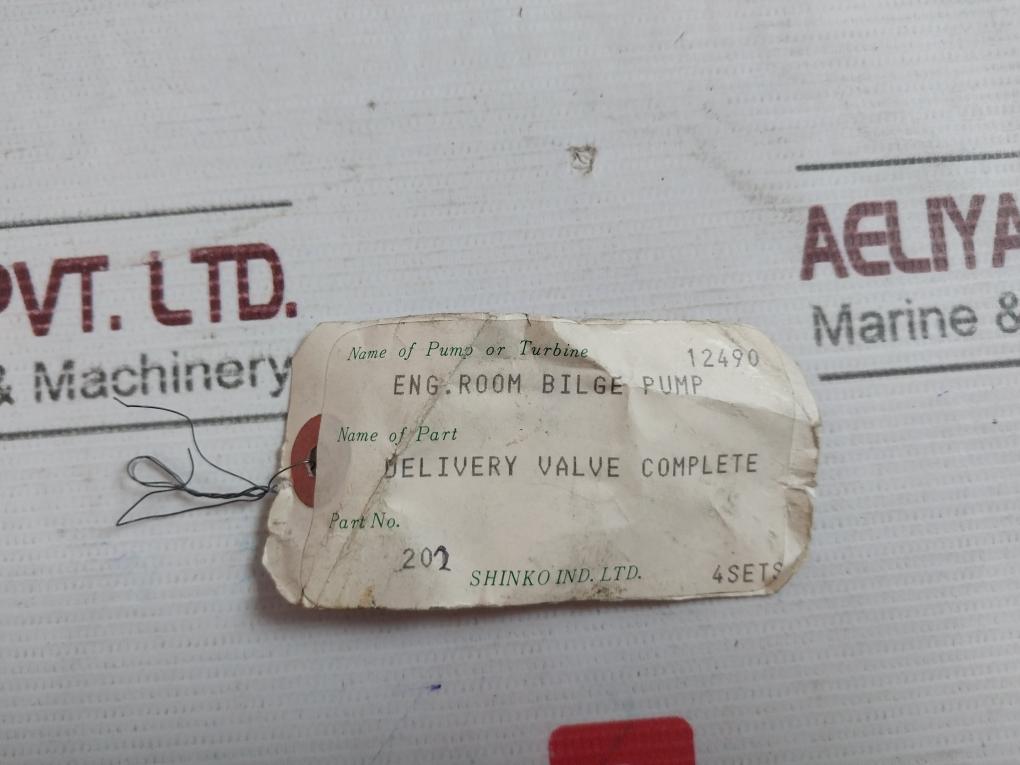 PVT. LTD.
& Machinery
AELIYA
Marine &
Name of Pump or Turbine 12490
ENG.ROOM BILGE PUMP
Name of Part
DELIVERY VALVE COMPLETE
Part No.
202
SHINKO IND. LTD. 4SETS